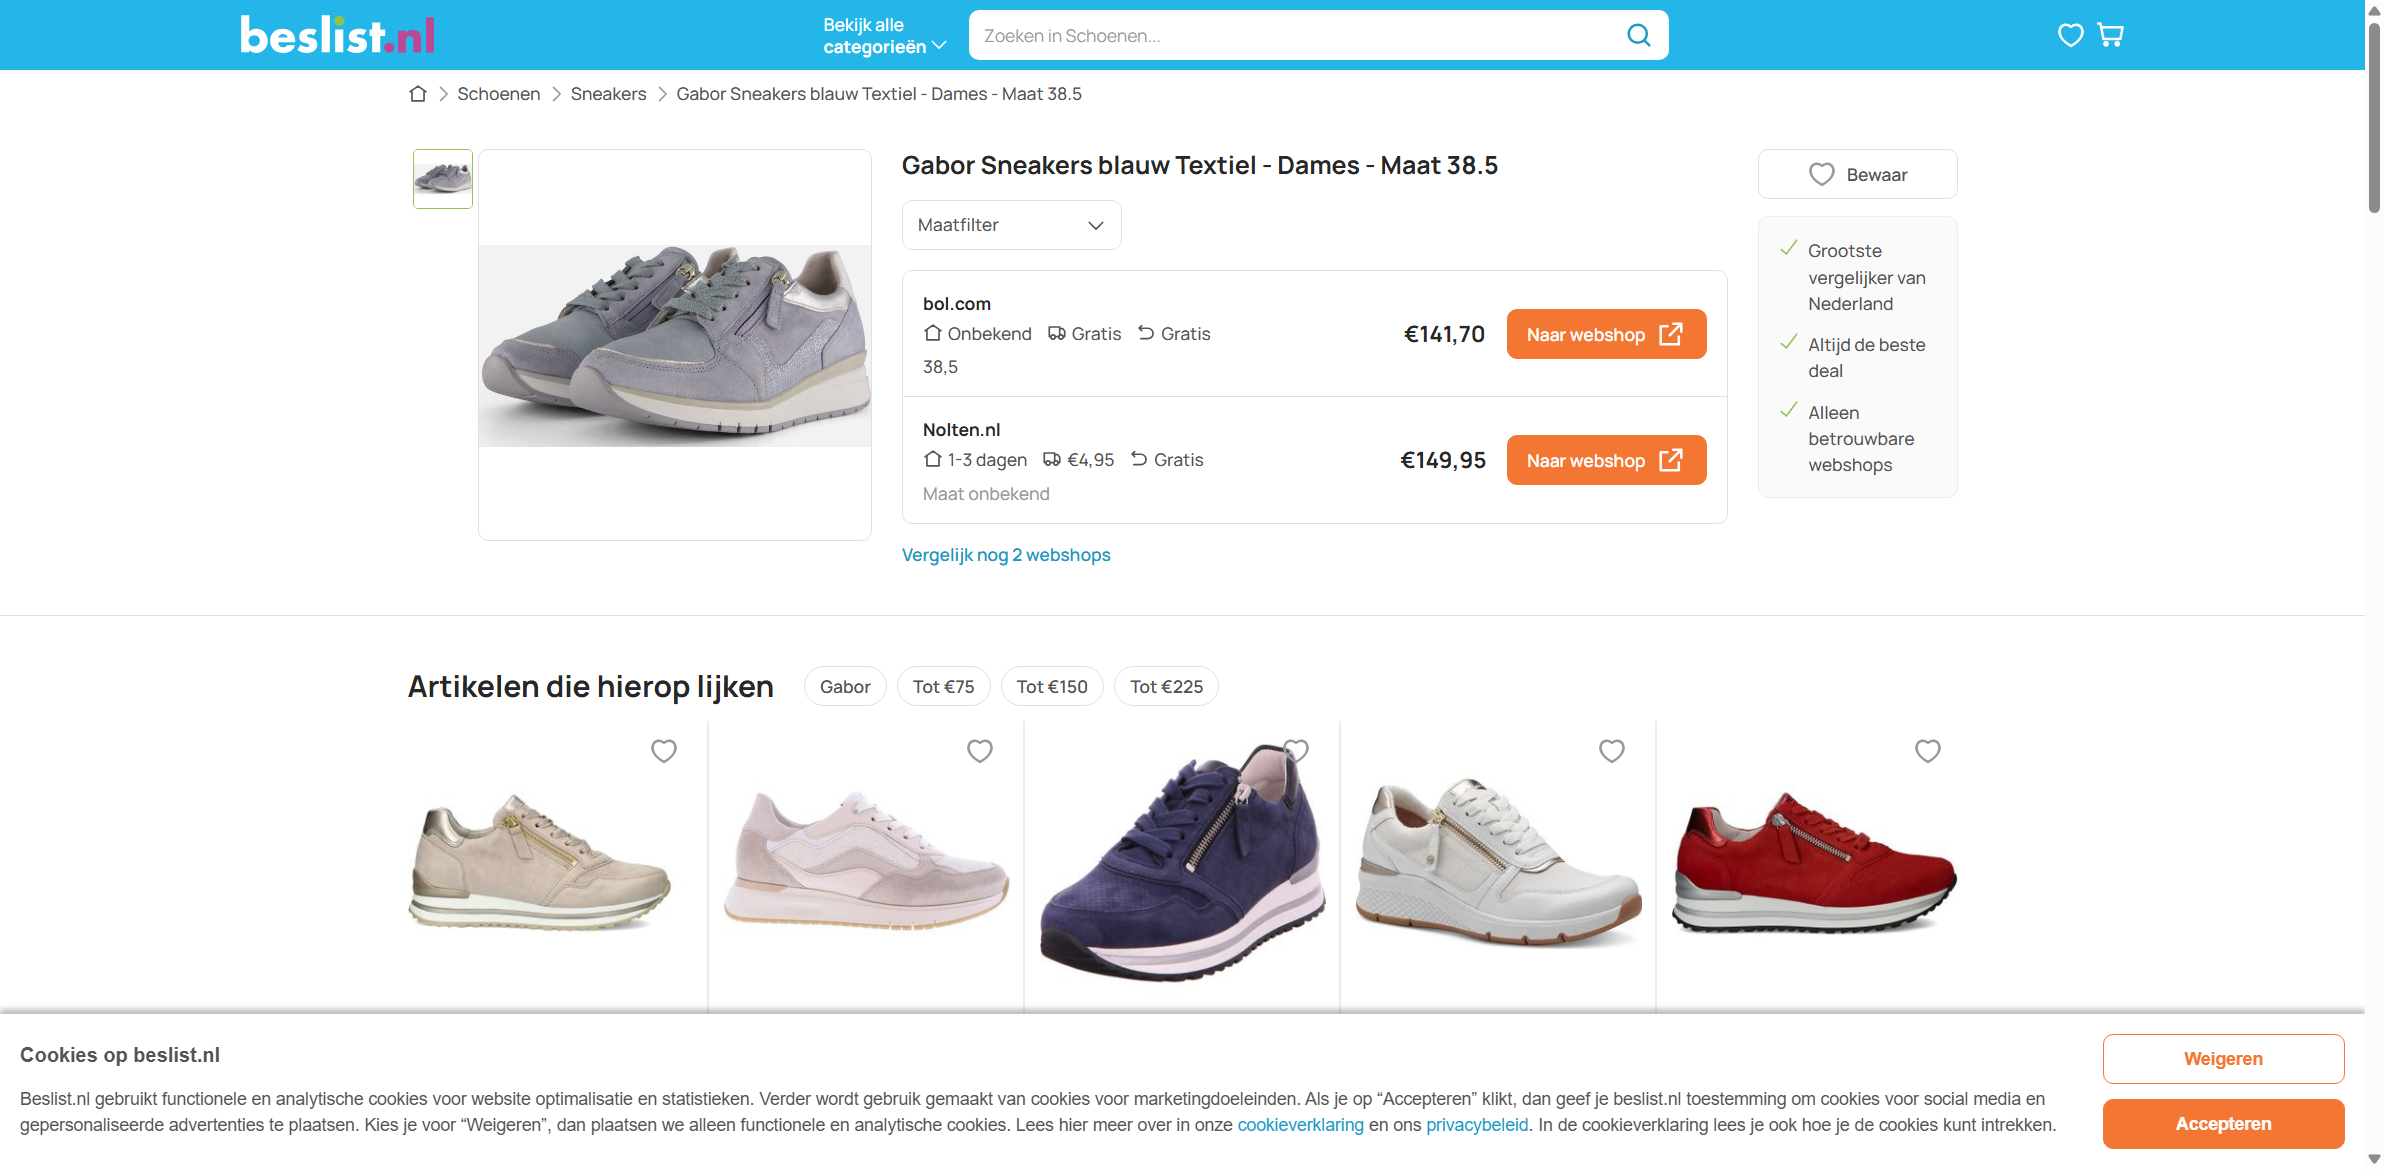 beslist.nl
Bekijk alle
categorieën
Zoeken in Schoenen...
Schoenen
Sneakers
Gabor Sneakers blauw Textiel - Dames - Maat 38.5
Gabor Sneakers blauw Textiel - Dames - Maat 38.5
Maatfilter
bol.com
Onbekend Gratis Gratis
38,5
€141,70
Naar webshop
Nolten.nl
1-3 dagen €4,95 Gratis
Maat onbekend
€149,95
Naar webshop
Vergelijk nog 2 webshops
Bewaar
Grootste
vergelijker van
Nederland
Altijd de beste
deal
Alleen
betrouwbare
webshops
Artikelen die hierop lijken
Gabor
Tot €75
Tot €150
Tot €225
Cookies op beslist.nl
Beslist.nl gebruikt functionele en analytische cookies voor website optimalisatie en statistieken. Verder wordt gebruik gemaakt van cookies voor marketingdoeleinden. Als je op “Accepteren” klikt, dan geef je beslist.nl toestemming om cookies voor social media en
gepersonaliseerde advertenties te plaatsen. Kies je voor “Weigeren”, dan plaatsen we alleen functionele en analytische cookies. Lees hier meer over in onze cookieverklaring en ons privacybeleid. In de cookieverklaring lees je ook hoe je de cookies kunt intrekken.
Weigeren
Accepteren